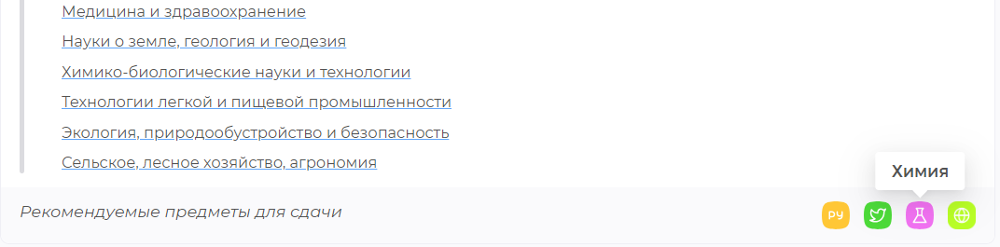 Медицина и здравоохранение
Науки о земле, геология и геодезия
Химико-биологические науки и технологии
Технологии легкой и пищевой промышленности
Экология, природообустройство и безопасность
Сельское, лесное хозяйство, агрономия
Химия
Рекомендуемые предметы для сдачи
РУ